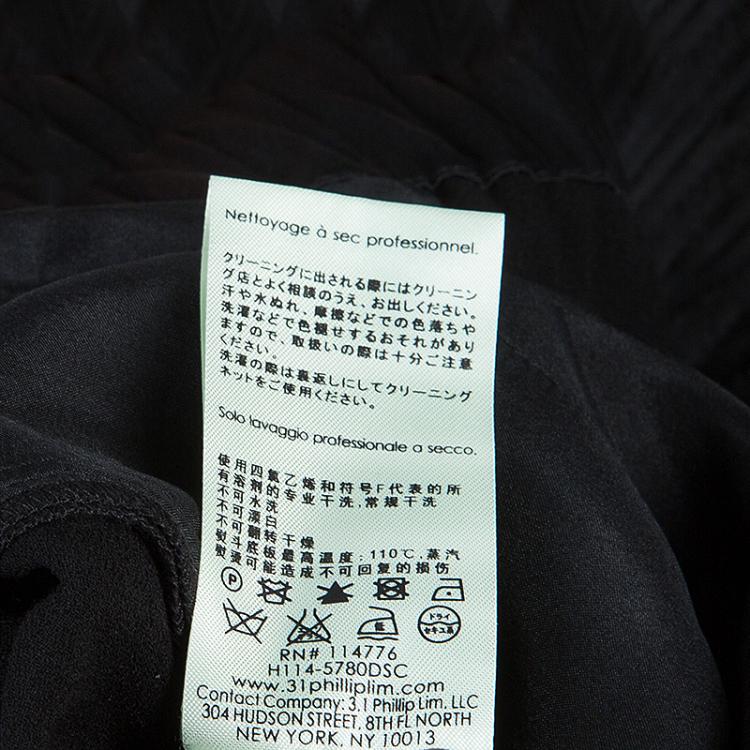 Nettoyage à sec professionnel.
クリーニングに出される際にはクリーニン
グ店とよく相談のうえ、お出しください。
汗や水ぬれ、摩擦などでの色落ちや
洗濯などで色褪せするおそれがあり
ますので、取扱いの際は十分ご注意
ください。
洗濯の際は裏返しにしてクリーニング
ネットをご使用ください。
Solo lavaggio professionale a secco.
使用四氯乙烯和符号F代表的所
有溶剂的专业干洗,常规干洗
不可水洗
不可漂白
不可翻转干燥
熨斗底板最高温度:110℃,蒸汽
熨烫可能造成不可回复的损伤
P
低 ドライ
セキユ系
RN# 114776
H114-5780DSC
www.31philliplim.com
Contact Company: 3.1 Phillip Lim, LLC
304 HUDSON STREET, 8TH FL NORTH
NEW YORK, NY 10013